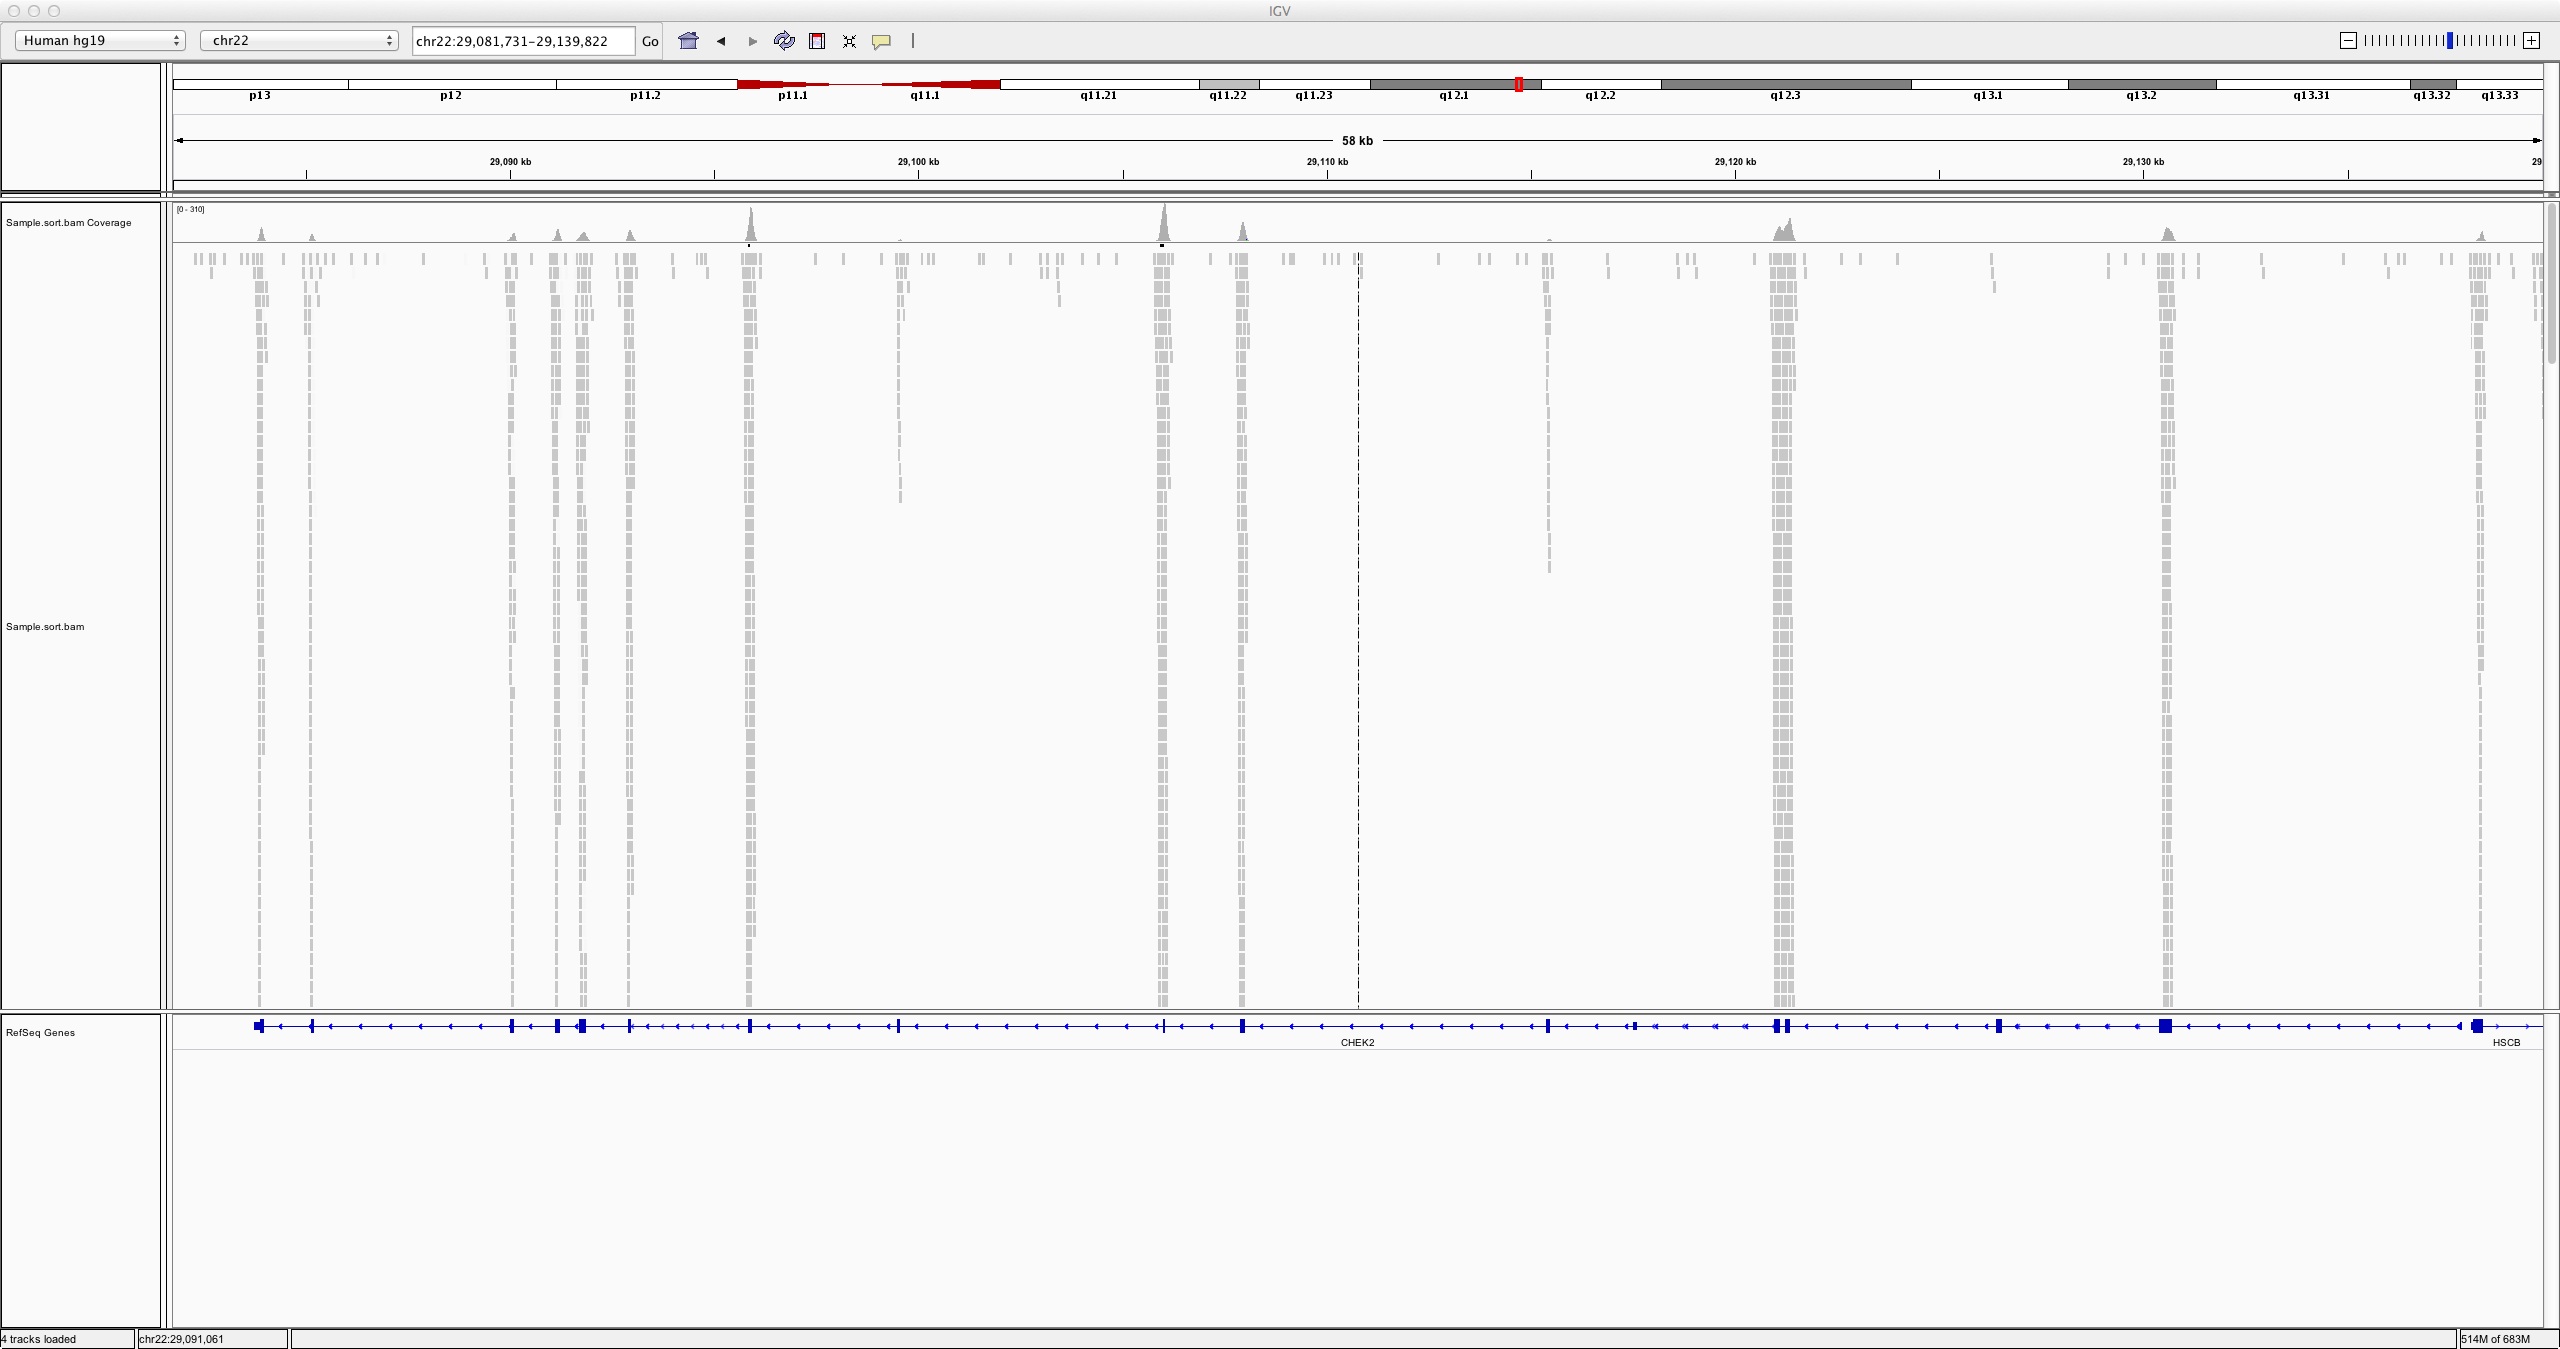 IGV
Human hg19 chr22 chr22:29,081,731-29,139,822 Go
p13 p12 p11.2 p11.1 q11.1 q11.21 q11.22 q11.23 q12.1 q12.2 q12.3 q13.1 q13.2 q13.31 q13.32 q13.33
58 kb
29,090 kb 29,100 kb 29,110 kb 29,120 kb 29,130 kb 29
[0 - 310]
Sample.sort.bam Coverage
Sample.sort.bam
RefSeq Genes
CHEK2 HSCB
4 tracks loaded chr22:29,091,061 514M of 683M